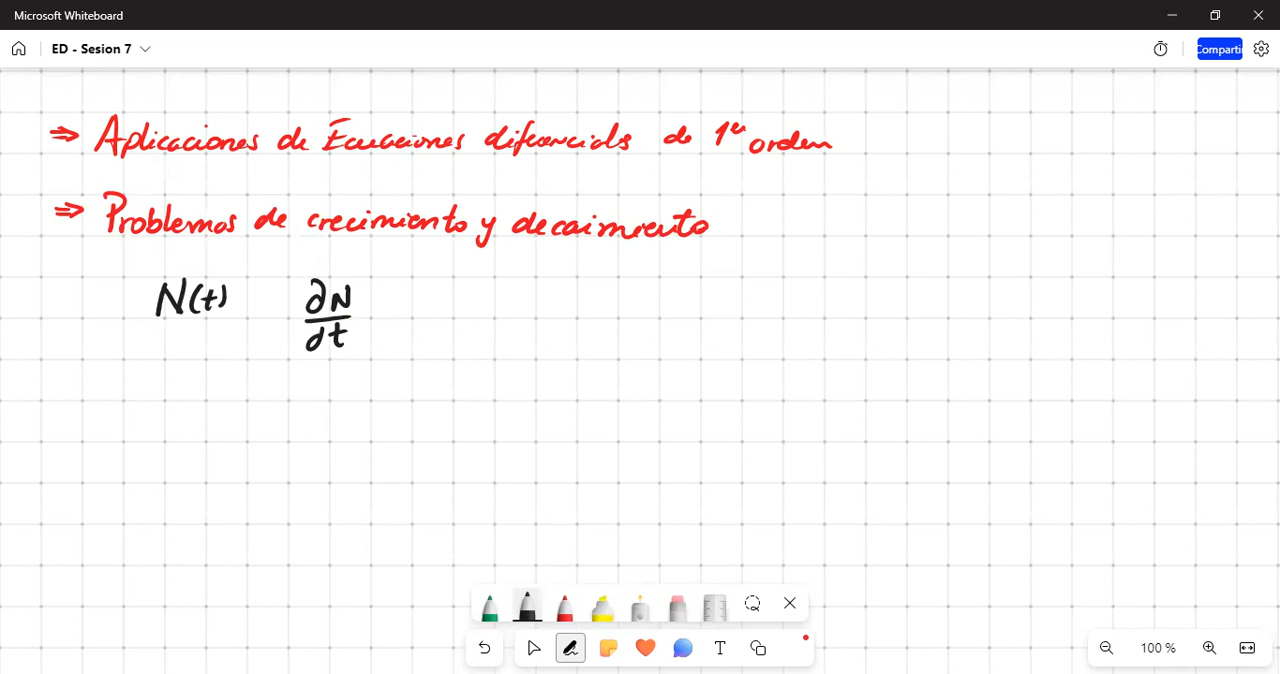 Microsoft Whiteboard
ED - Sesion 7
Compartir
⇒ Aplicaciones de Ecuaciones diferenciales de 1er orden
⇒ Problemas de crecimiento y decaimiento
N(t) ∂N/∂t
T
100 %